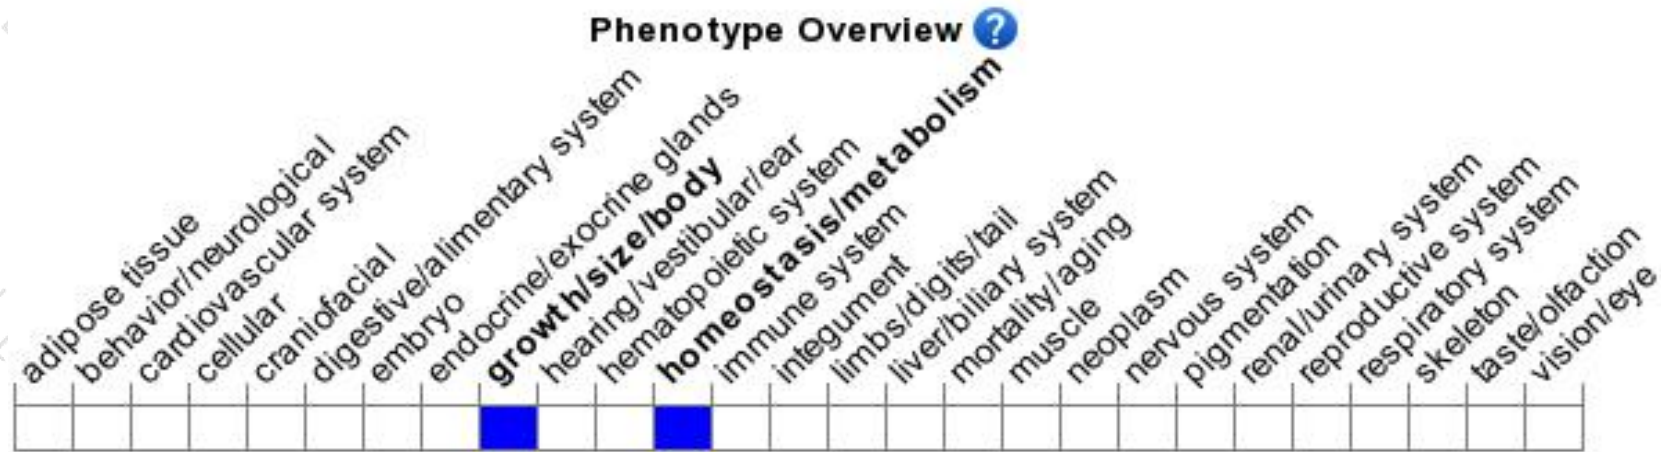 Phenotype Overview ?
adipose tissue
behavior/neurological
cardiovascular system
cellular
craniofacial
digestive/alimentary system
embryo
endocrine/exocrine glands
growth/size/body
hearing/vestibular/ear
hematopoietic system
homeostasis/metabolism
immune system
integument
limbs/digits/tail
liver/biliary system
mortality/aging
muscle
neoplasm
nervous system
pigmentation
renal/urinary system
reproductive system
respiratory system
skeleton
taste/olfaction
vision/eye